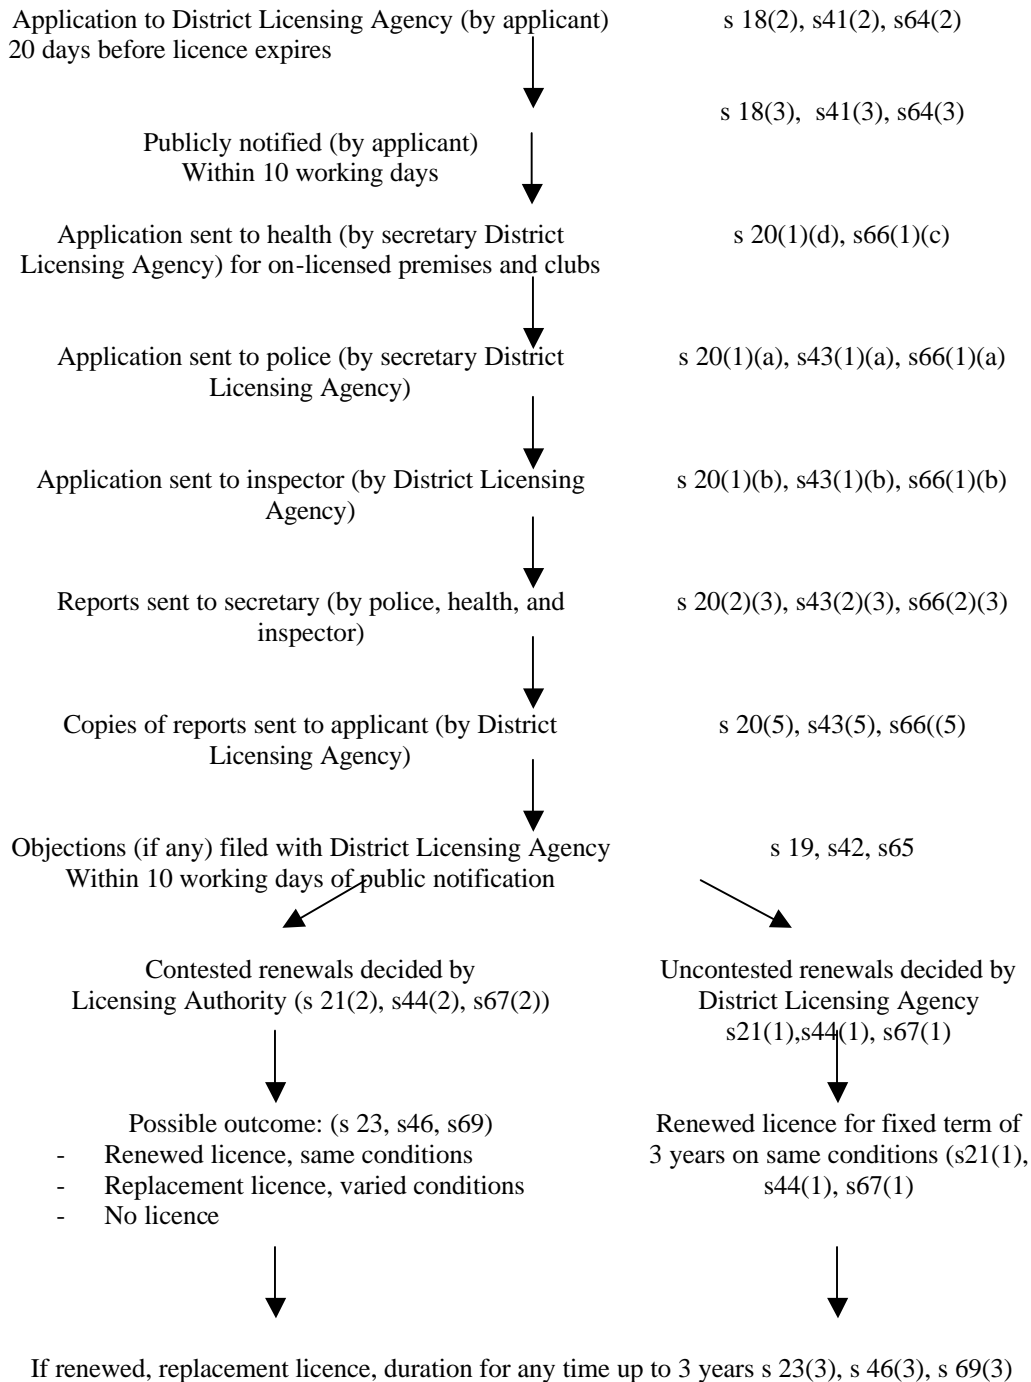 Application to District Licensing Agency (by applicant) s 18(2), s41(2), s64(2)
20 days before licence expires
s 18(3), s41(3), s64(3)
Publicly notified (by applicant)
Within 10 working days
Application sent to health (by secretary District s 20(1)(d), s66(1)(c)
Licensing Agency) for on-licensed premises and clubs
Application sent to police (by secretary District s 20(1)(a), s43(1)(a), s66(1)(a)
Licensing Agency)
Application sent to inspector (by District Licensing s 20(1)(b), s43(1)(b), s66(1)(b)
Agency)
Reports sent to secretary (by police, health, and s 20(2)(3), s43(2)(3), s66(2)(3)
inspector)
Copies of reports sent to applicant (by District s 20(5), s43(5), s66((5)
Licensing Agency)
Objections (if any) filed with District Licensing Agency s 19, s42, s65
Within 10 working days of public notification
Contested renewals decided by
Licensing Authority (s 21(2), s44(2), s67(2))
Uncontested renewals decided by
District Licensing Agency
s21(1),s44(1), s67(1)
Possible outcome: (s 23, s46, s69)
- Renewed licence, same conditions
- Replacement licence, varied conditions
- No licence
Renewed licence for fixed term of
3 years on same conditions (s21(1),
s44(1), s67(1)
If renewed, replacement licence, duration for any time up to 3 years s 23(3), s 46(3), s 69(3)